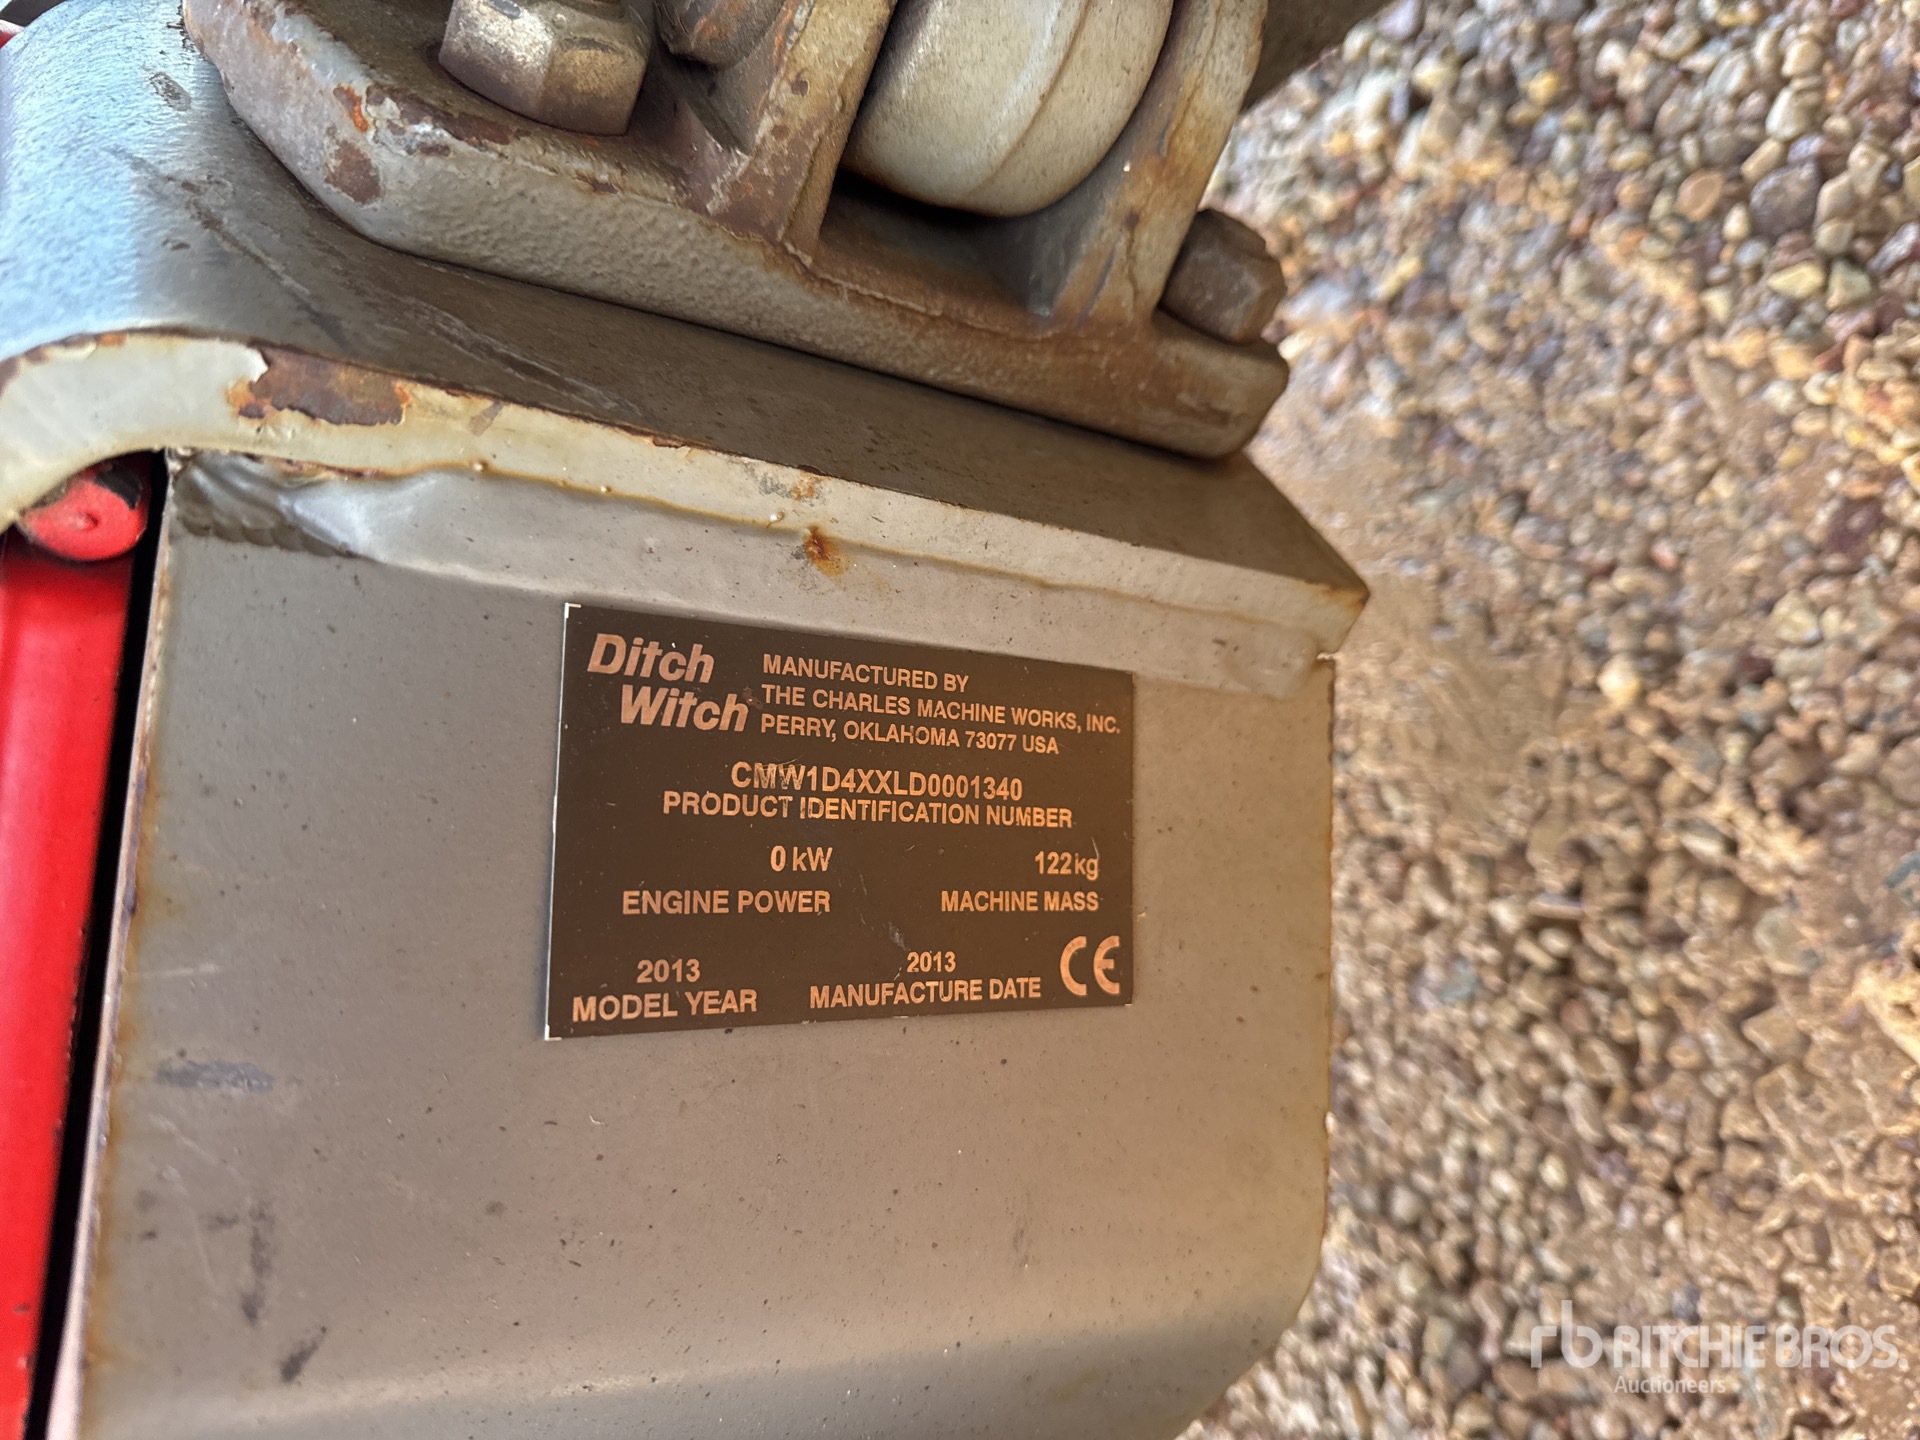 Ditch
Witch
MANUFACTURED BY
THE CHARLES MACHINE WORKS, INC.
PERRY, OKLAHOMA 73077 USA
CMW1D4XXLD0001340
PRODUCT IDENTIFICATION NUMBER
0 kW
122 kg
ENGINE POWER
MACHINE MASS
2013
2013
MODEL YEAR
MANUFACTURE DATE
CE
rb RITCHIE BROS.
Auctioneers